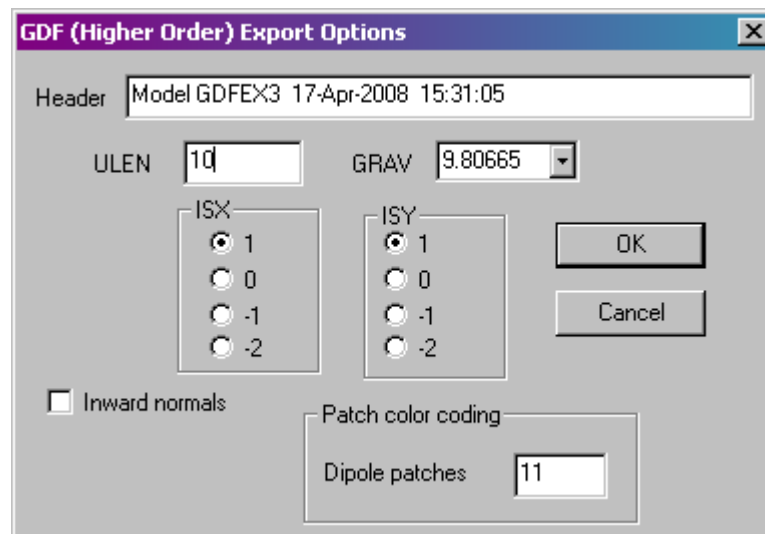 GDF (Higher Order) Export Options
Header Model GDFEX3 17-Apr-2008 15:31:05
ULEN 10 GRAV 9.80665
ISX ISY
1 1 OK
0 0
-1 -1 Cancel
-2 -2
Inward normals
Patch color coding
Dipole patches 11